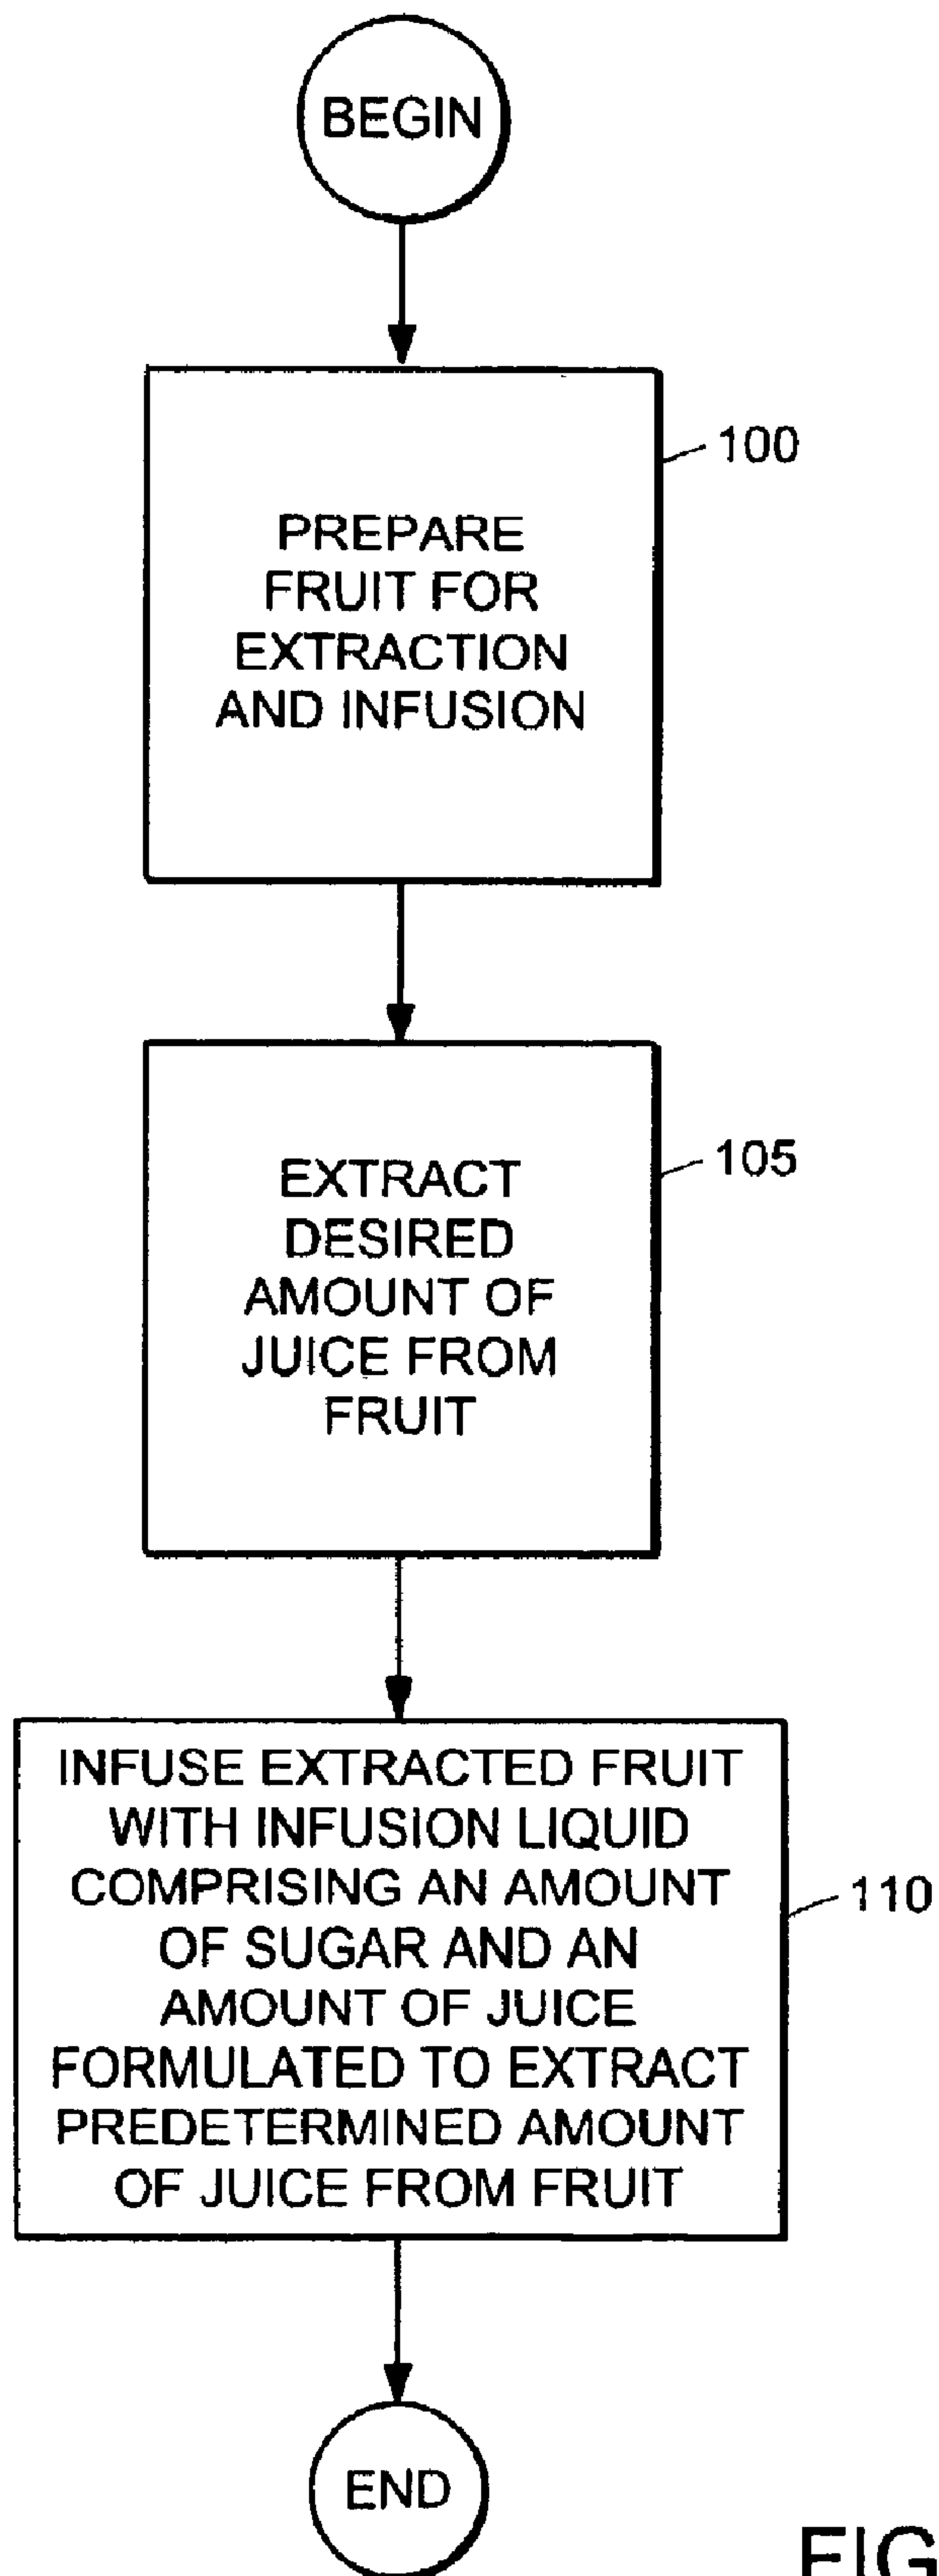 BEGIN
100
PREPARE
FRUIT FOR
EXTRACTION
AND INFUSION
105
EXTRACT
DESIRED
AMOUNT OF
JUICE FROM
FRUIT
INFUSE EXTRACTED FRUIT
WITH INFUSION LIQUID
COMPRISING AN AMOUNT
110
OF SUGAR AND AN
AMOUNT OF JUICE
FORMULATED TO EXTRACT
PREDETERMINED AMOUNT
OF JUICE FROM FRUIT
END
FIG